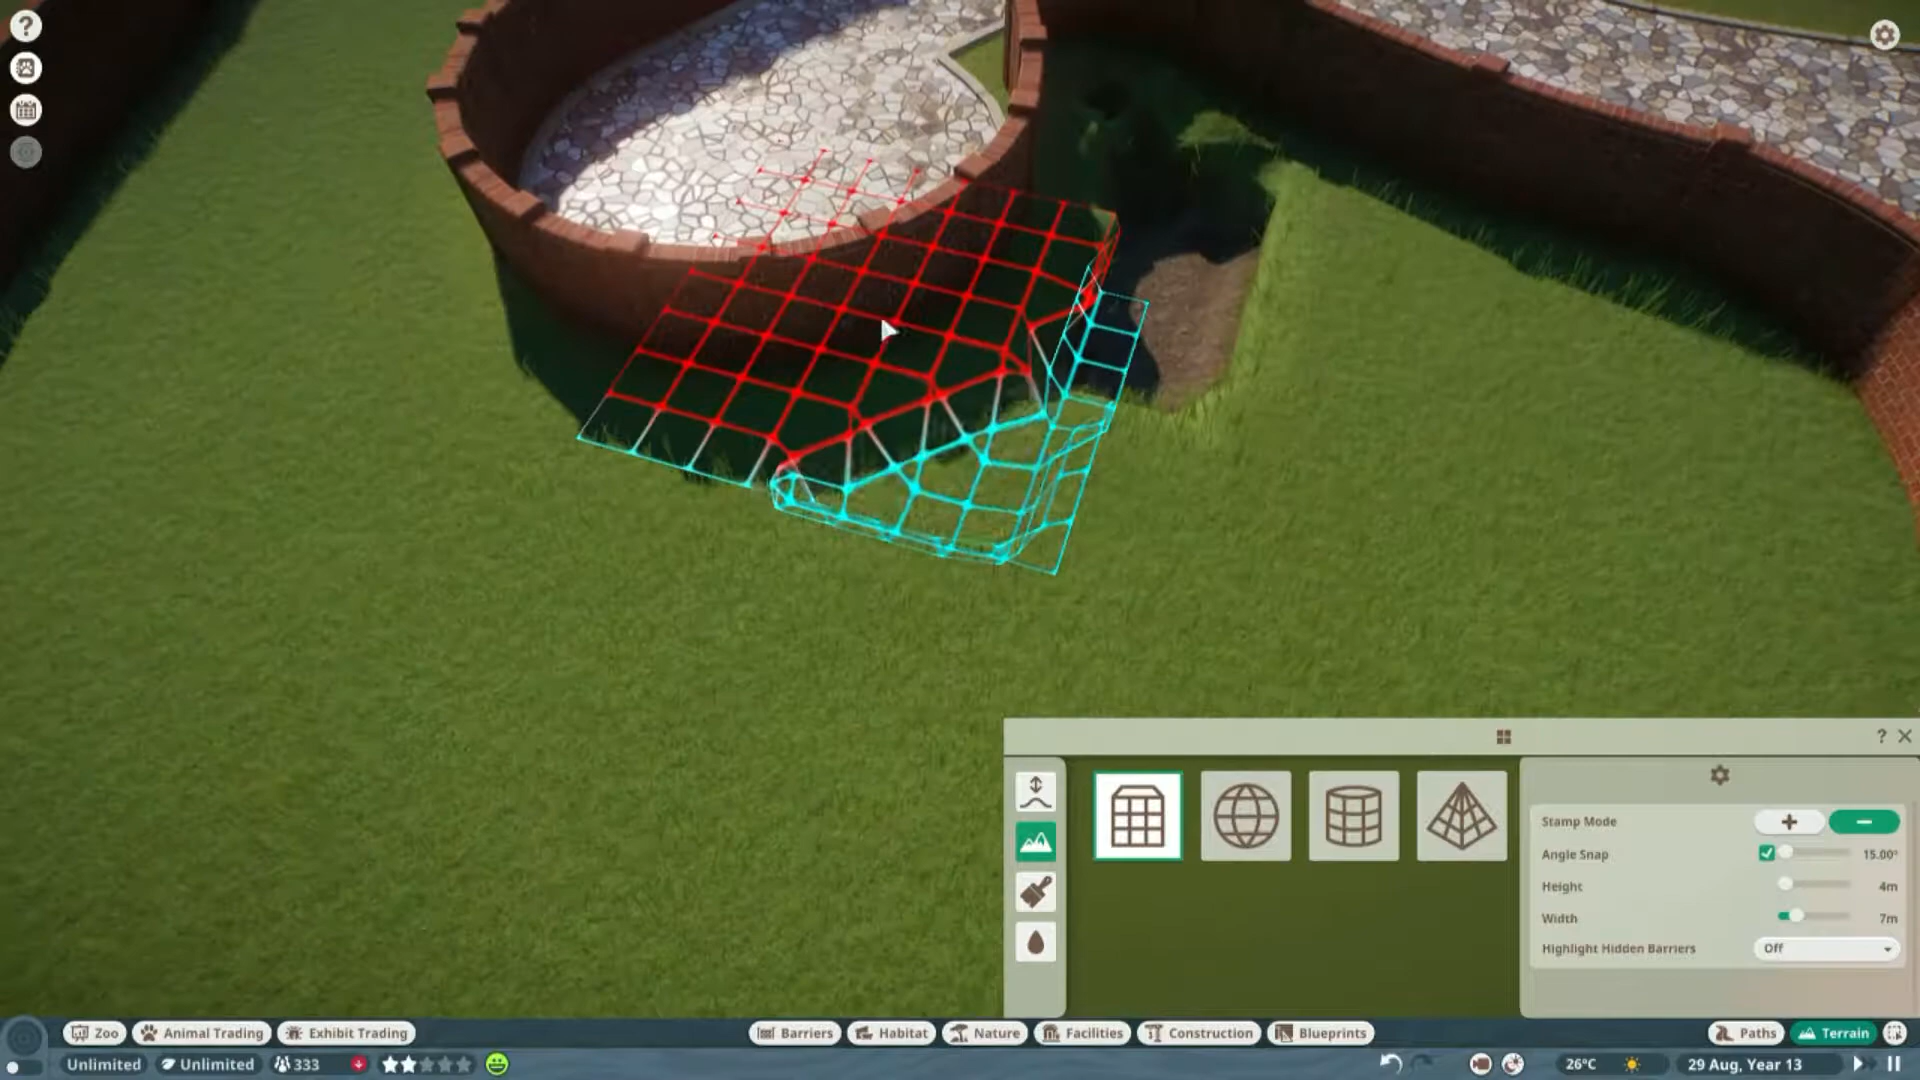 ?
? ×
Stamp Mode + −
Angle Snap 15.00°
Height 4m
Width 7m
Highlight Hidden Barriers Off
Zoo Animal Trading Exhibit Trading Barriers Habitat Nature Facilities Construction Blueprints Paths Terrain
Unlimited Unlimited 333 26°C 29 Aug, Year 13